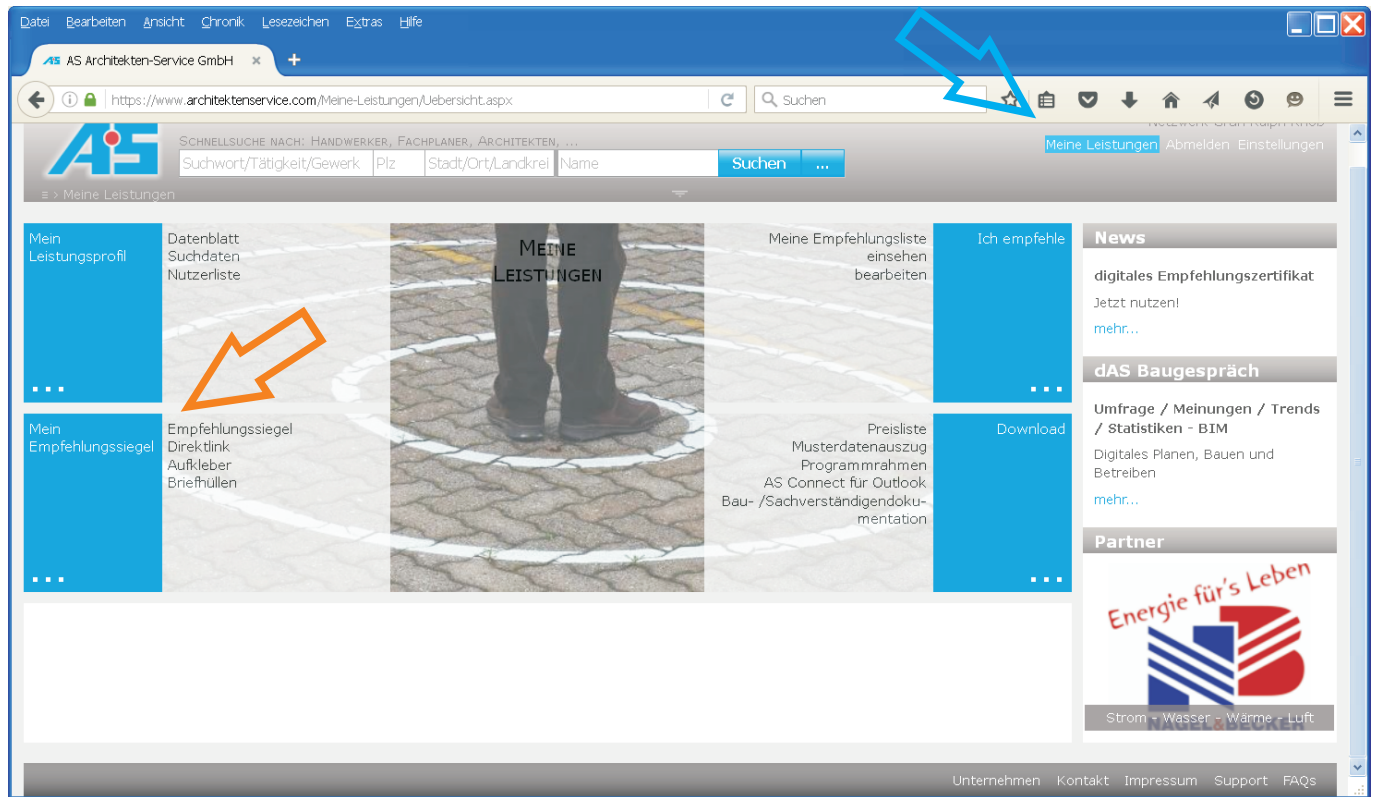 Datei Bearbeiten Ansicht Chronik Lesezeichen Extras Hilfe
AS AS Architekten-Service GmbH × +
https://www.architektenservice.com/Meine-Leistungen/Uebersicht.aspx
Suchen
AS
SCHNELLSUCHE NACH: HANDWERKER, FACHPLANER, ARCHITEKTEN, ...
Suchwort/Tätigkeit/Gewerk Plz Stadt/Ort/Landkrei Name Suchen ...
Meine Leistungen Abmelden Einstellungen
≡ > Meine Leistungen
Mein
Leistungsprofil
...
Datenblatt
Suchdaten
Nutzerliste
MEINE
LEISTUNGEN
Meine Empfehlungsliste
einsehen
bearbeiten
Ich empfehle
...
Mein
Empfehlungssiegel
...
Empfehlungssiegel
Direktlink
Aufkleber
Briefhüllen
Preisliste
Musterdatenauszug
Programmrahmen
AS Connect für Outlook
Bau- /Sachverständigendoku-
mentation
Download
...
News
digitales Empfehlungszertifikat
Jetzt nutzen!
mehr...
dAS Baugespräch
Umfrage / Meinungen / Trends
/ Statistiken - BIM
Digitales Planen, Bauen und
Betreiben
mehr...
Partner
Energie für's Leben
NB
Strom - Wasser - Wärme - Luft
NAGEL&BECKER
Unternehmen Kontakt Impressum Support FAQs